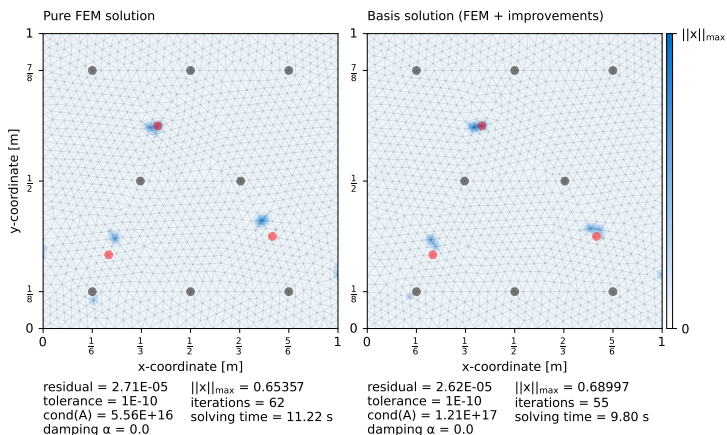 Pure FEM solution
Basis solution (FEM + improvements)
1
7/8
1/2
1/8
0
y-coordinate [m]
0
1/6
1/3
1/2
2/3
5/6
1
x-coordinate [m]
1
7/8
1/2
1/8
0
0
1/6
1/3
1/2
2/3
5/6
1
x-coordinate [m]
||x||max
0
residual = 2.71E-05
tolerance = 1E-10
cond(A) = 5.56E+16
damping α = 0.0
||x||max = 0.65357
iterations = 62
solving time = 11.22 s
residual = 2.62E-05
tolerance = 1E-10
cond(A) = 1.21E+17
damping α = 0.0
||x||max = 0.68997
iterations = 55
solving time = 9.80 s